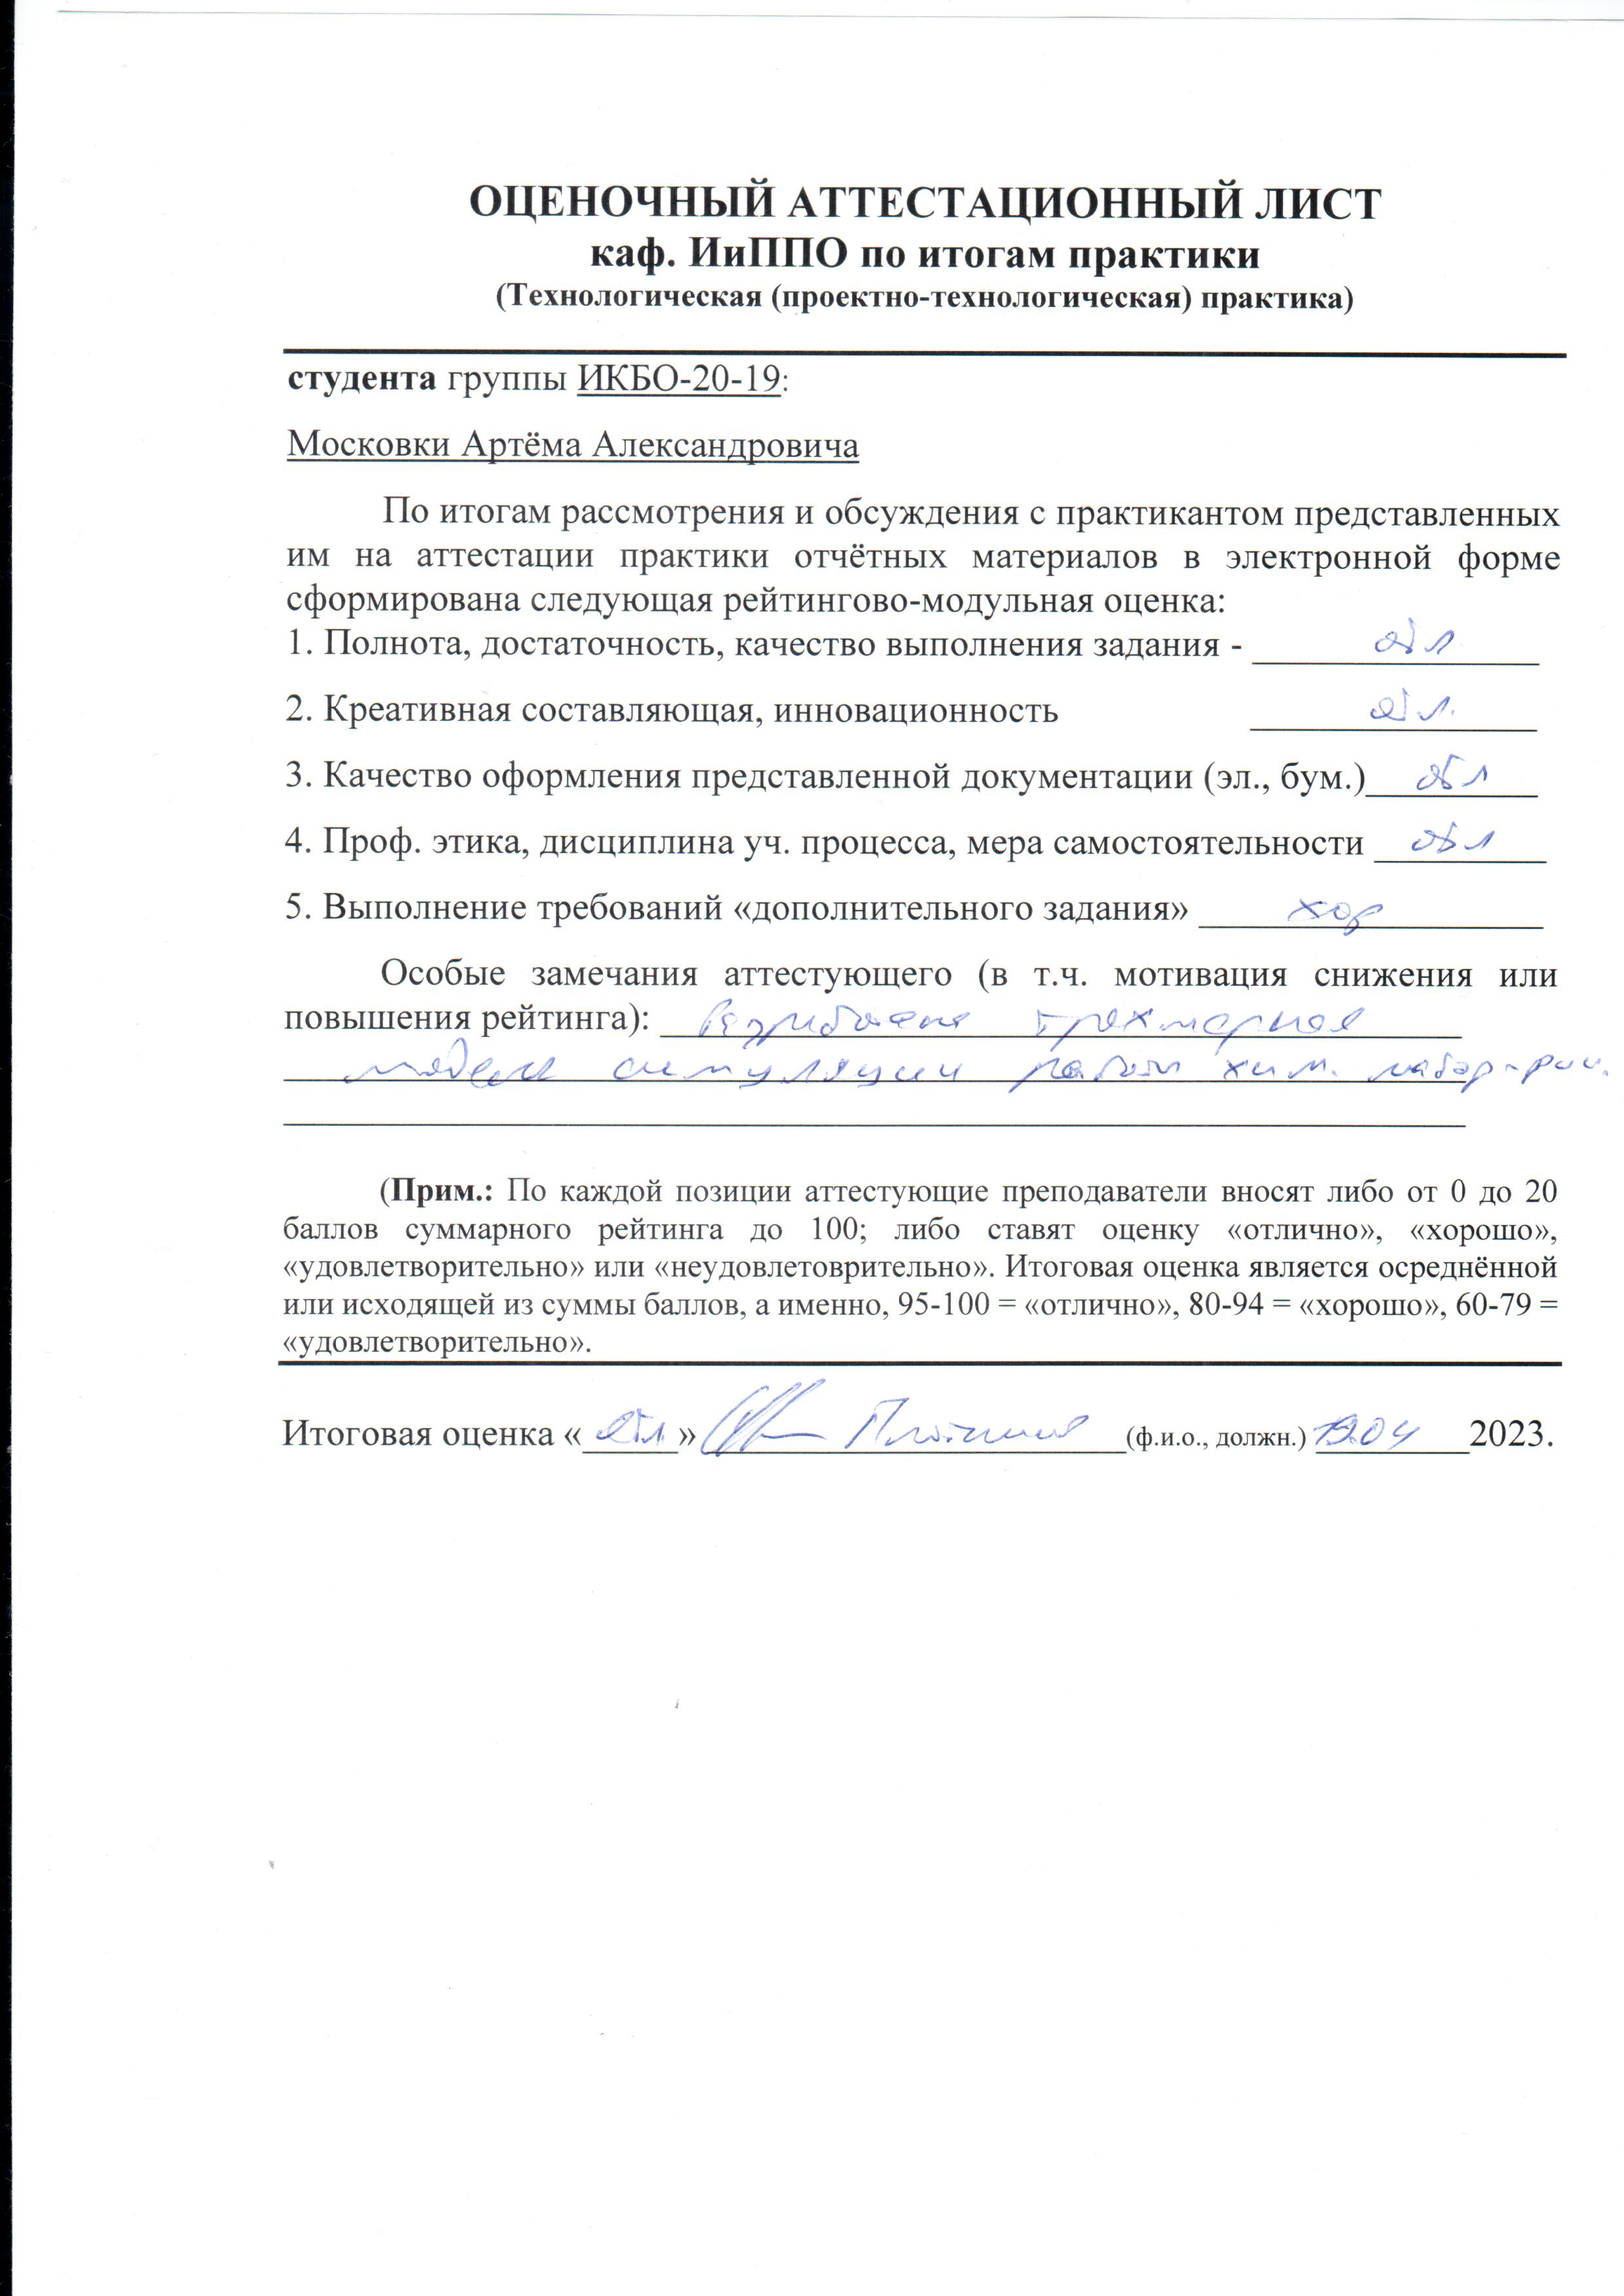 ОЦЕНОЧНЫЙ АТТЕСТАЦИОННЫЙ ЛИСТ
каф. ИиППО по итогам практики
(Технологическая (проектно-технологическая) практика)
студента группы ИКБО-20-19:
Московки Артёма Александровича
По итогам рассмотрения и обсуждения с практикантом представленных
им на аттестации практики отчётных материалов в электронной форме
сформирована следующая рейтингово-модульная оценка:
1. Полнота, достаточность, качество выполнения задания - отл
2. Креативная составляющая, инновационность отл.
3. Качество оформления представленной документации (эл., бум.) отл
4. Проф. этика, дисциплина уч. процесса, мера самостоятельности отл
5. Выполнение требований «дополнительного задания» хор
Особые замечания аттестующего (в т.ч. мотивация снижения или
повышения рейтинга): Разработана трехмерная
модель симуляции работы хим. лабор-рии.
(Прим.: По каждой позиции аттестующие преподаватели вносят либо от 0 до 20
баллов суммарного рейтинга до 100; либо ставят оценку «отлично», «хорошо»,
«удовлетворительно» или «неудовлетоврительно». Итоговая оценка является осреднённой
или исходящей из суммы баллов, а именно, 95-100 = «отлично», 80-94 = «хорошо», 60-79 =
«удовлетворительно».
Итоговая оценка «отл» (ф.и.о., должн.) 2023.